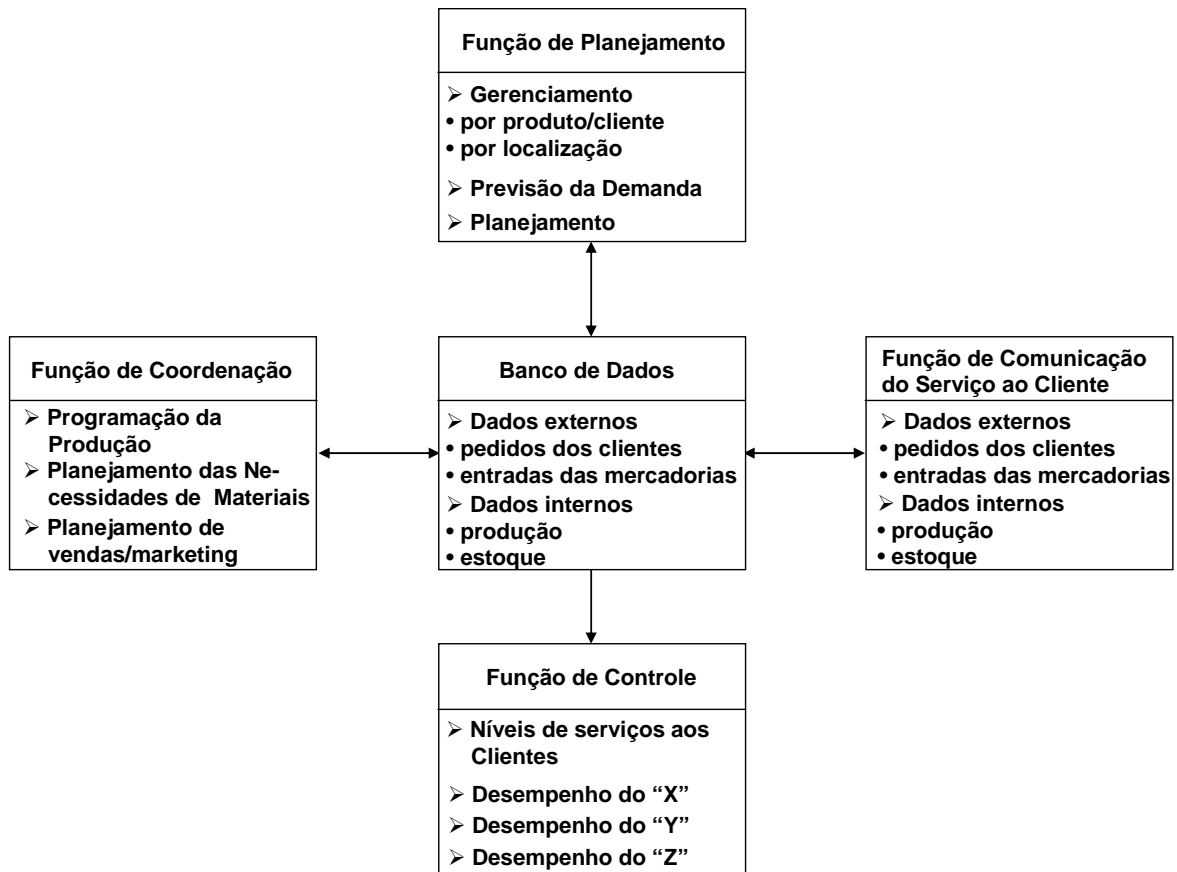 Função de Planejamento
➢ Gerenciamento
• por produto/cliente
• por localização
➢ Previsão da Demanda
➢ Planejamento
Função de Coordenação
➢ Programação da
Produção
➢ Planejamento das Ne-
cessidades de Materiais
➢ Planejamento de
vendas/marketing
Banco de Dados
➢ Dados externos
• pedidos dos clientes
• entradas das mercadorias
➢ Dados internos
• produção
• estoque
Função de Comunicação
do Serviço ao Cliente
➢ Dados externos
• pedidos dos clientes
• entradas das mercadorias
➢ Dados internos
• produção
• estoque
Função de Controle
➢ Níveis de serviços aos
Clientes
➢ Desempenho do “X”
➢ Desempenho do “Y”
➢ Desempenho do “Z”